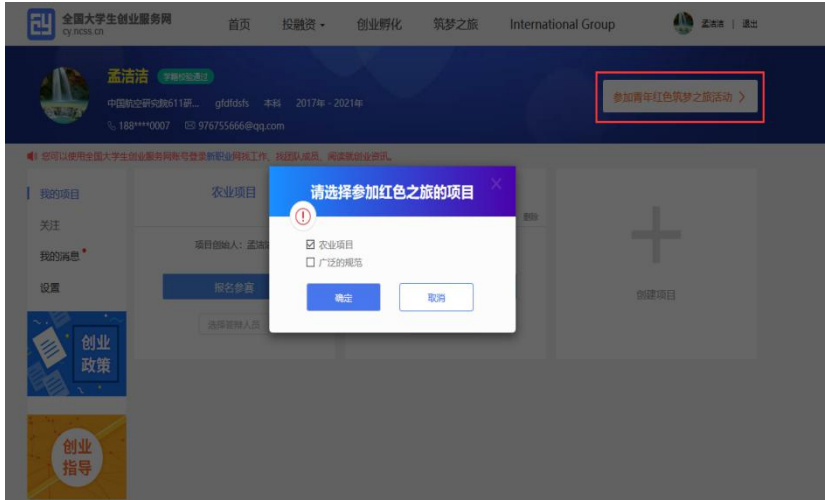 全国大学生创业服务网
cy.ncss.cn
首页 投融资 创业孵化 筑梦之旅 International Group 孟洁洁 | 退出
孟洁洁 学籍校验通过
中国航空研究院611研... gfdfdsfs 本科 2017年 - 2021年
188****0007 976755666@qq.com
参加青年红色筑梦之旅活动 >
您可以使用全国大学生创业服务网账号登录新职业网找工作、找团队成员、阅读就创业资讯。
我的项目
关注
我的消息
设置
创业
政策
创业
指导
农业项目
项目创始人：孟洁
报名参赛
删除
创建项目
请选择参加红色之旅的项目
农业项目
广泛的规范
确定 取消